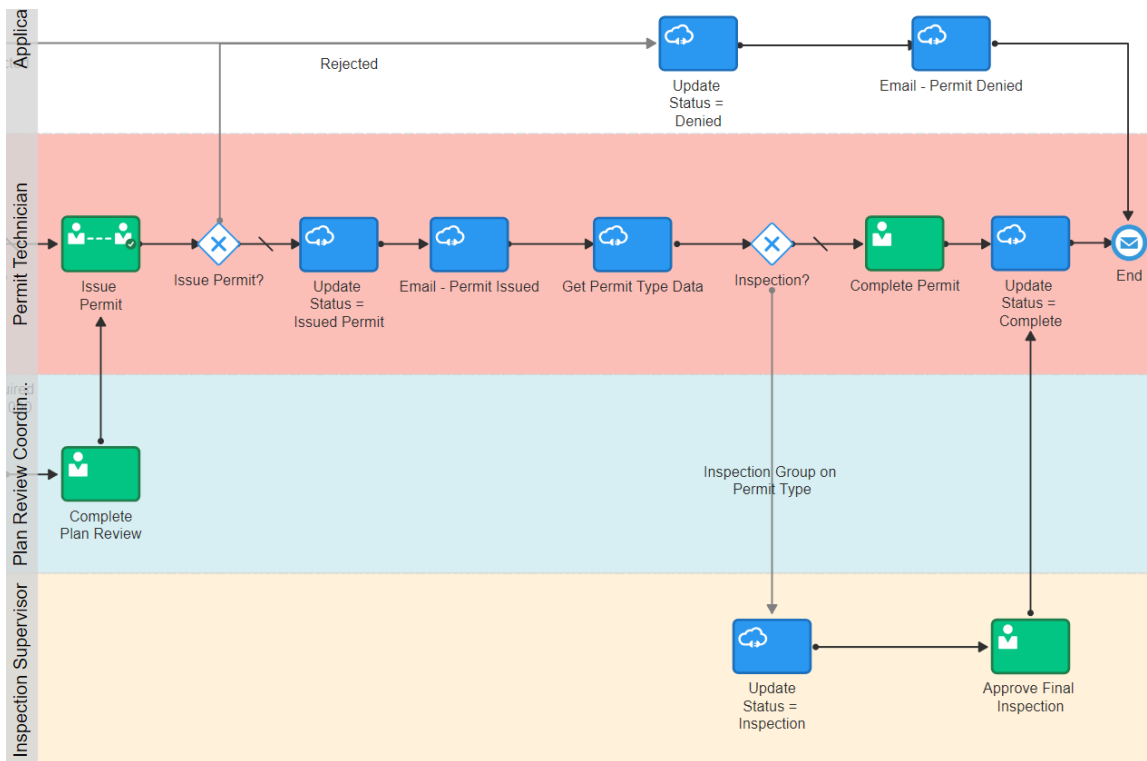 Applica
Rejected
Update
Status =
Denied
Email - Permit Denied
Permit Technician
Issue
Permit
Issue Permit?
Update
Status =
Issued Permit
Email - Permit Issued
Get Permit Type Data
Inspection?
Complete Permit
Update
Status =
Complete
End
Plan Review Coordin...
uired
Complete
Plan Review
Inspection Group on
Permit Type
Inspection Supervisor
Update
Status =
Inspection
Approve Final
Inspection